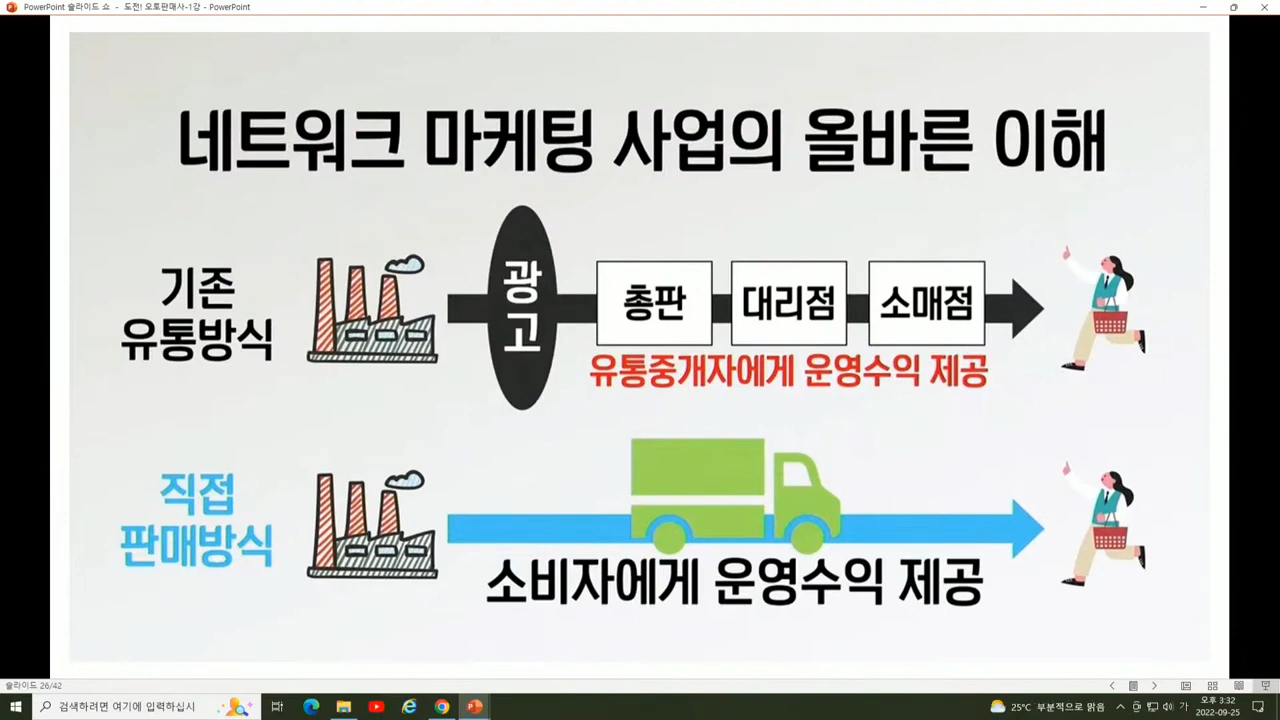 PowerPoint 슬라이드 쇼 - 도전! 오토판매사-1강 - PowerPoint
네트워크 마케팅 사업의 올바른 이해
기존
유통방식
광고
총판
대리점
소매점
유통중개자에게 운영수익 제공
직접
판매방식
소비자에게 운영수익 제공
슬라이드 26/42
검색하려면 여기에 입력하십시
25°C 부분적으로 맑음
가
오후 3:32
2022-09-25